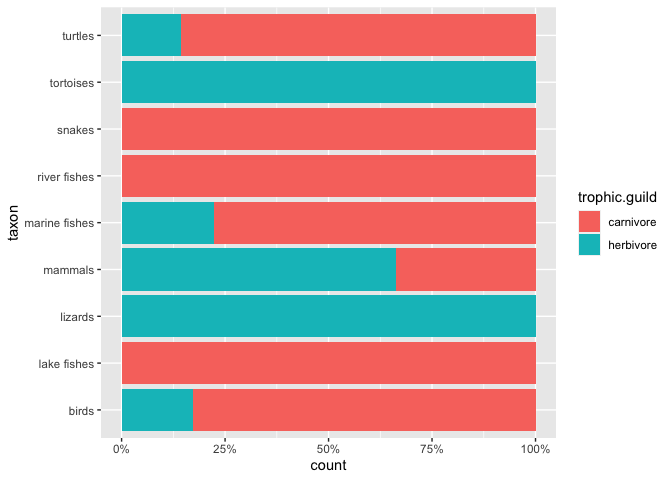 turtles
tortoises
snakes
river fishes
marine fishes
mammals
lizards
lake fishes
birds
taxon
0% 25% 50% 75% 100%
count
trophic.guild
carnivore
herbivore